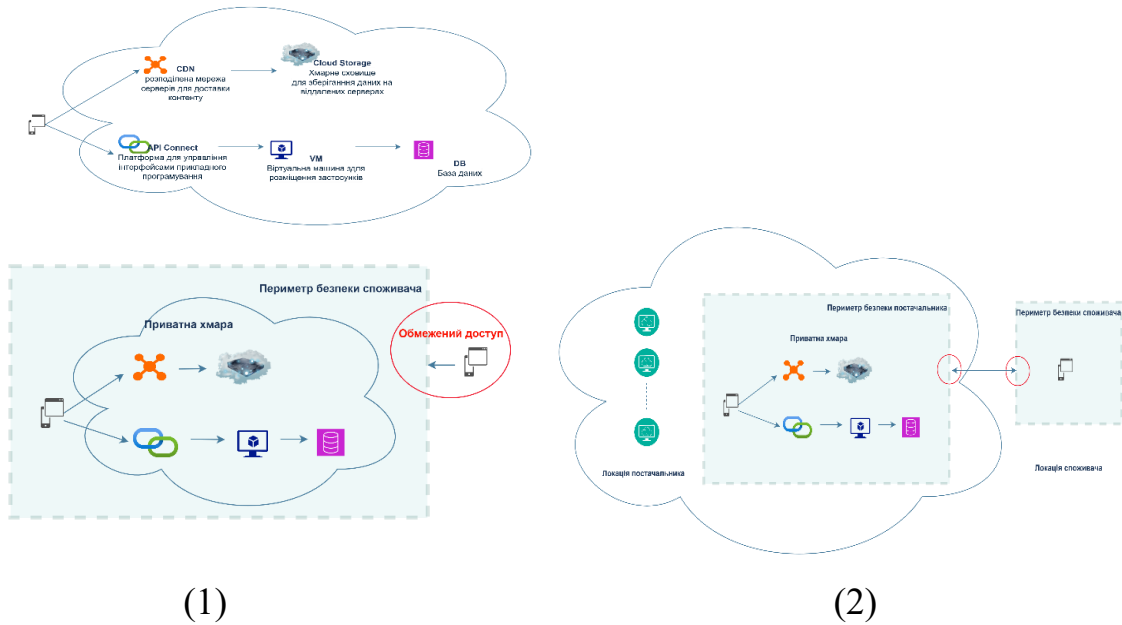 CDN
розподілена мережа
серверів для доставки
контенту
Cloud Storage
Хмарне сховище
для зберігання даних на
віддалених серверах
API Connect
Платформа для управління
інтерфейсами прикладного
програмування
VM
Віртуальна машина здля
розміщення застосунків
DB
База даних
Периметр безпеки споживача
Приватна хмара
Обмежений доступ
Периметр безпеки постачальника
Приватна хмара
Локація постачальника
Периметр безпеки споживача
Локація споживача
(1)
(2)